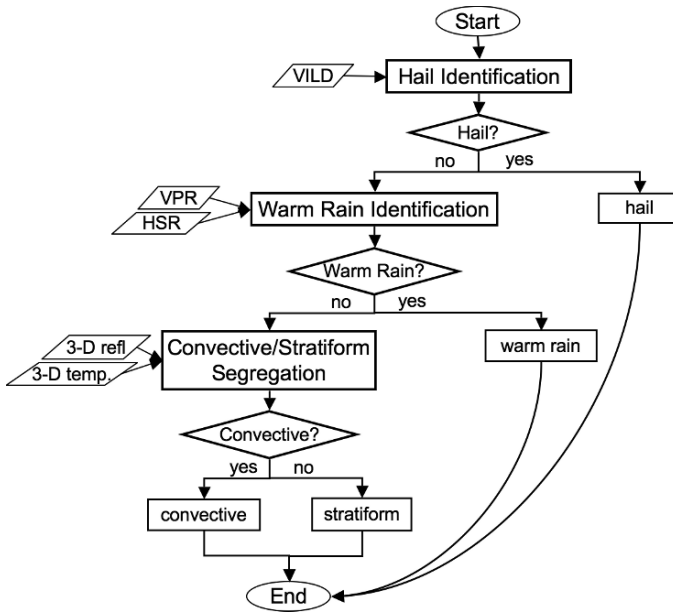 Start
VILD
Hail Identification
Hail?
no
yes
VPR
HSR
Warm Rain Identification
hail
Warm Rain?
no
yes
3-D refl
3-D temp.
Convective/Stratiform
Segregation
warm rain
Convective?
yes
no
convective
stratiform
End